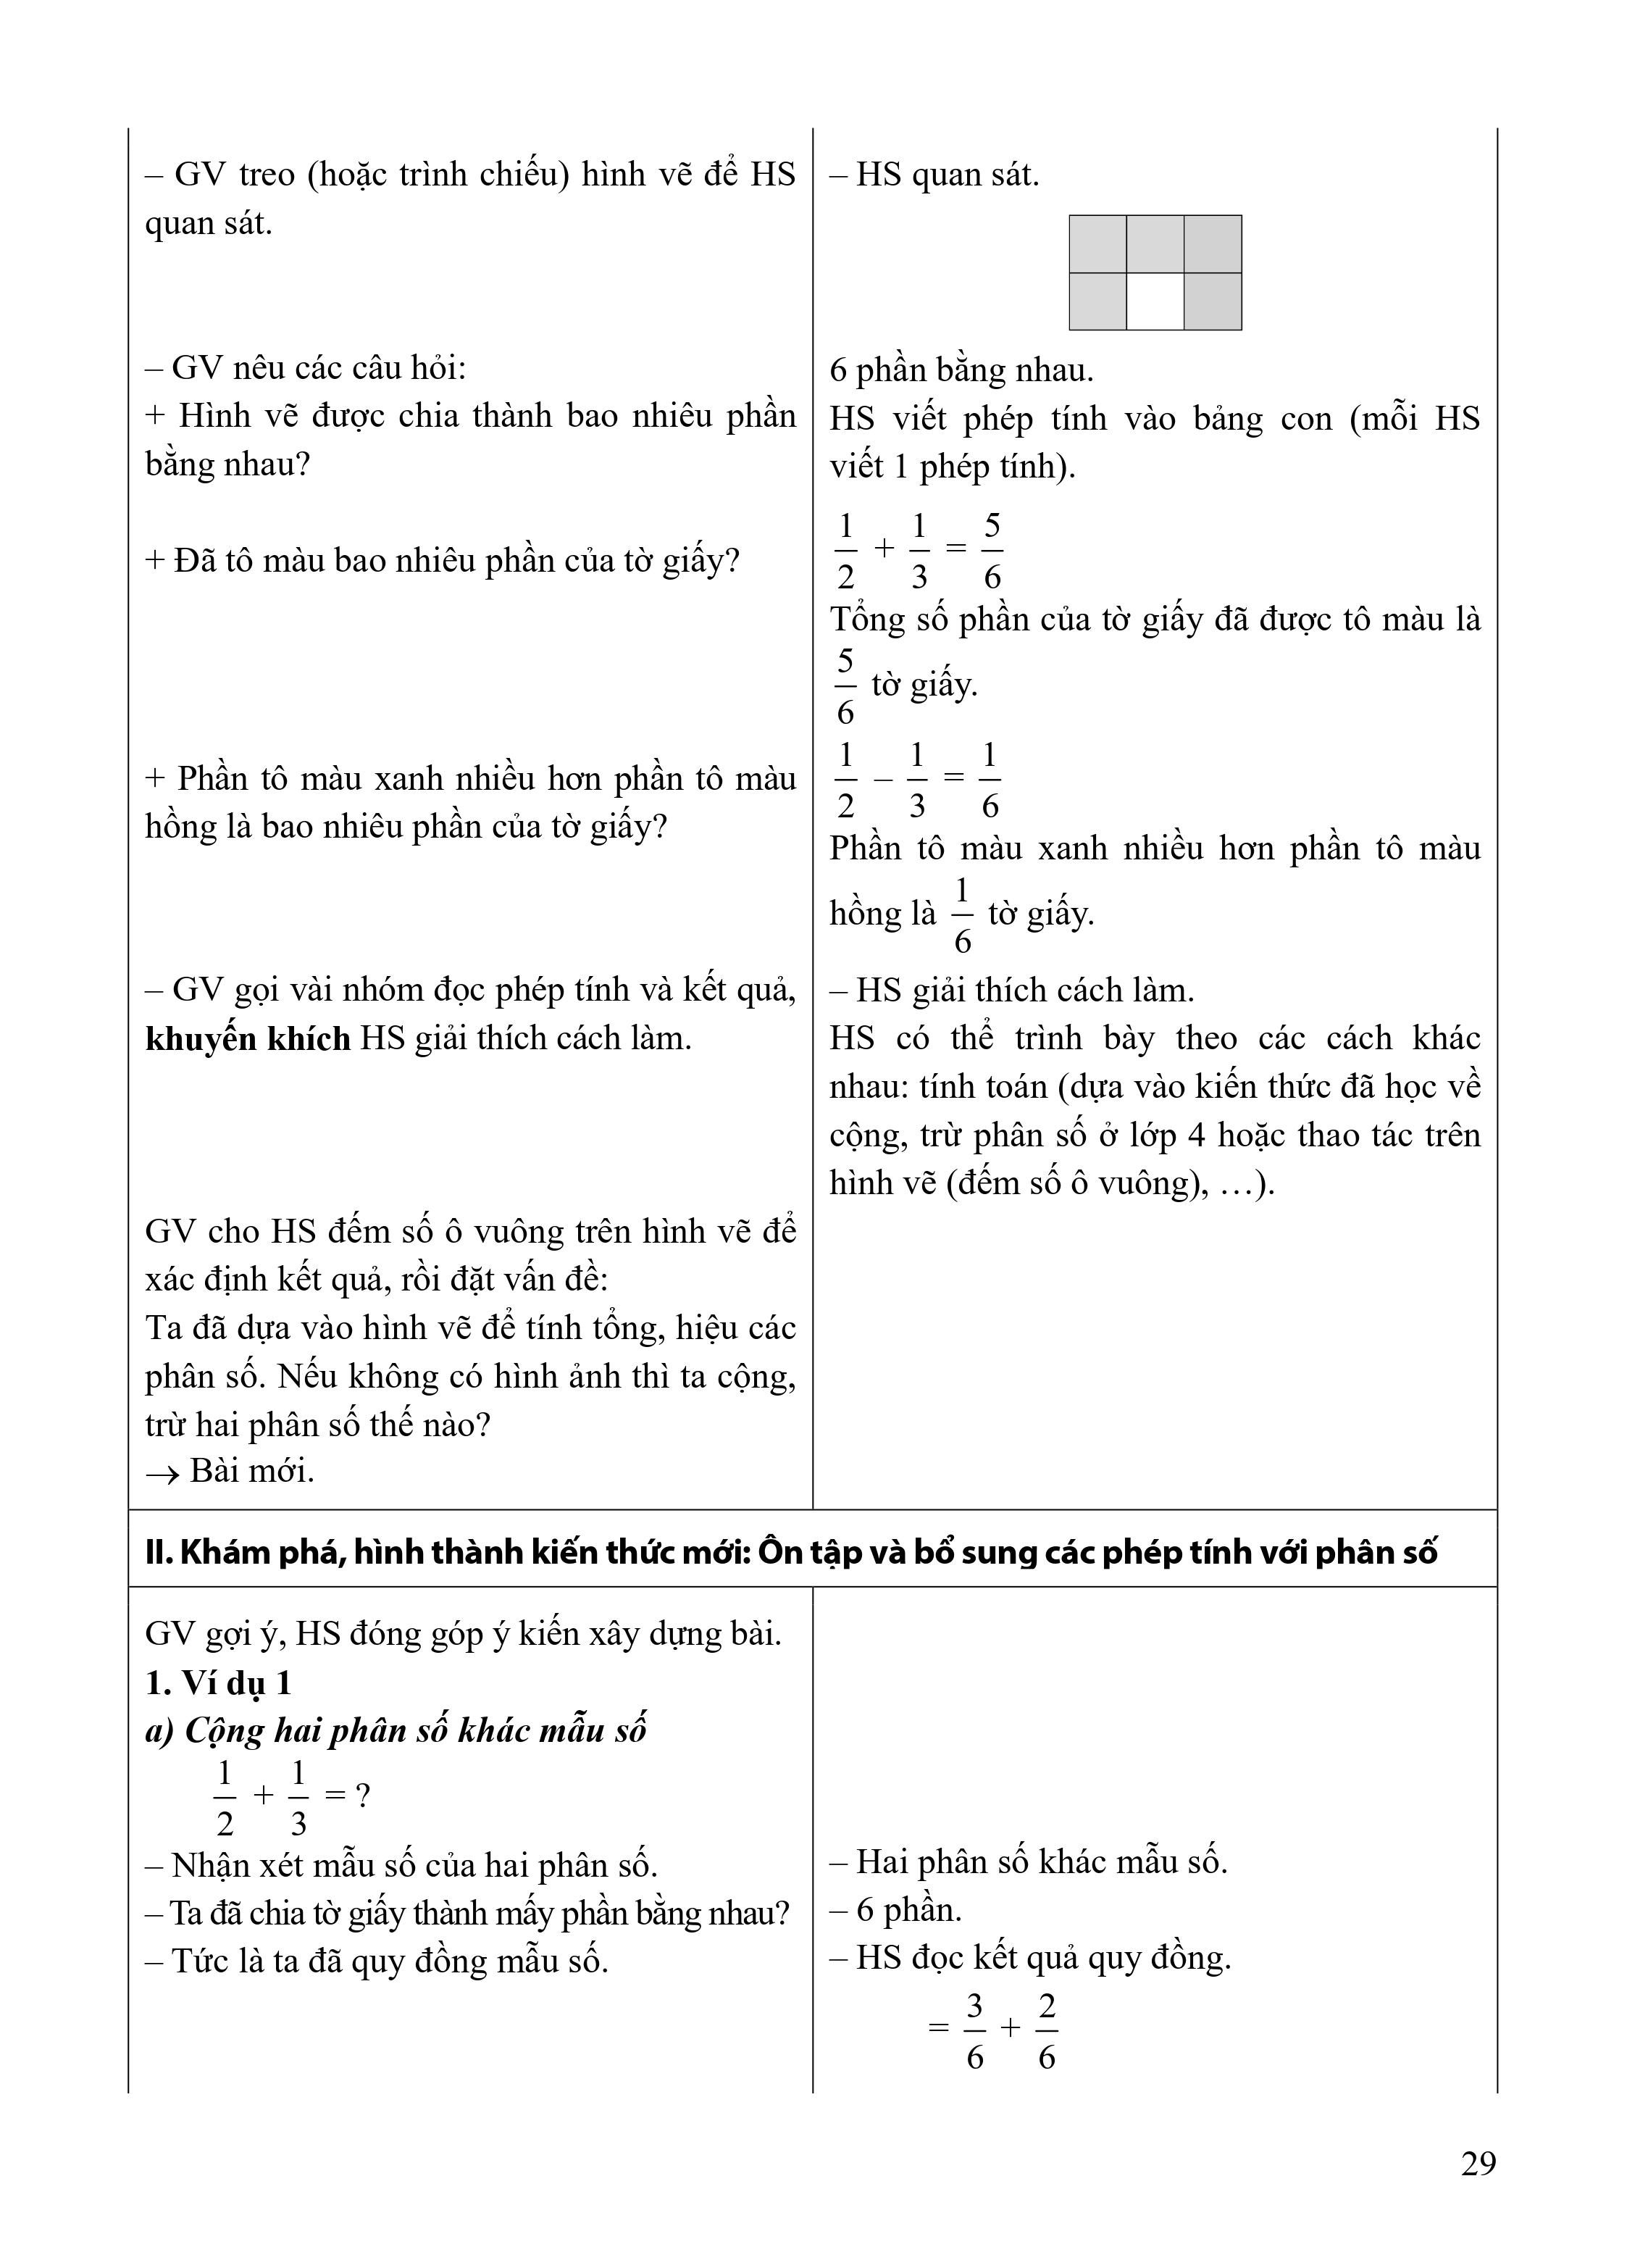 – GV treo (hoặc trình chiếu) hình vẽ để HS
quan sát.
– GV nêu các câu hỏi:
+ Hình vẽ được chia thành bao nhiêu phần
bằng nhau?
+ Đã tô màu bao nhiêu phần của tờ giấy?
+ Phần tô màu xanh nhiều hơn phần tô màu
hồng là bao nhiêu phần của tờ giấy?
– GV gọi vài nhóm đọc phép tính và kết quả,
khuyến khích HS giải thích cách làm.
GV cho HS đếm số ô vuông trên hình vẽ để
xác định kết quả, rồi đặt vấn đề:
Ta đã dựa vào hình vẽ để tính tổng, hiệu các
phân số. Nếu không có hình ảnh thì ta cộng,
trừ hai phân số thế nào?
→ Bài mới.
– HS quan sát.
6 phần bằng nhau.
HS viết phép tính vào bảng con (mỗi HS
viết 1 phép tính).
1/2 + 1/3 = 5/6
Tổng số phần của tờ giấy đã được tô màu là
5/6 tờ giấy.
1/2 – 1/3 = 1/6
Phần tô màu xanh nhiều hơn phần tô màu
hồng là 1/6 tờ giấy.
– HS giải thích cách làm.
HS có thể trình bày theo các cách khác
nhau: tính toán (dựa vào kiến thức đã học về
cộng, trừ phân số ở lớp 4 hoặc thao tác trên
hình vẽ (đếm số ô vuông), …).
II. Khám phá, hình thành kiến thức mới: Ôn tập và bổ sung các phép tính với phân số
GV gợi ý, HS đóng góp ý kiến xây dựng bài.
1. Ví dụ 1
a) Cộng hai phân số khác mẫu số
1/2 + 1/3 = ?
– Nhận xét mẫu số của hai phân số.
– Ta đã chia tờ giấy thành mấy phần bằng nhau?
– Tức là ta đã quy đồng mẫu số.
– Hai phân số khác mẫu số.
– 6 phần.
– HS đọc kết quả quy đồng.
= 3/6 + 2/6
29